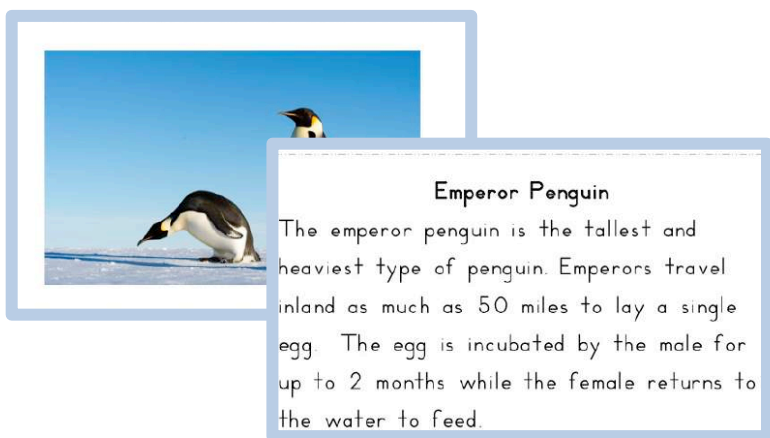 Emperor Penguin
The emperor penguin is the tallest and
heaviest type of penguin. Emperors travel
inland as much as 50 miles to lay a single
egg. The egg is incubated by the male for
up to 2 months while the female returns to
the water to feed.